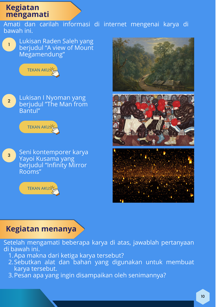 Kegiatan
mengamati
Amati dan carilah informasi di internet mengenai karya di
bawah ini.
1
Lukisan Raden Saleh yang
berjudul "A view of Mount
Megamendung"
TEKAN AKU!
2
Lukisan I Nyoman yang
berjudul "The Man from
Bantul"
TEKAN AKU!
3
Seni kontemporer karya
Yayoi Kusama yang
berjudul "Infinity Mirror
Rooms"
TEKAN AKU!
Kegiatan menanya
Setelah mengamati beberapa karya di atas, jawablah pertanyaan
di bawah ini.
1. Apa makna dari ketiga karya tersebut?
2. Sebutkan alat dan bahan yang digunakan untuk membuat
karya tersebut.
3. Pesan apa yang ingin disampaikan oleh senimannya?
10